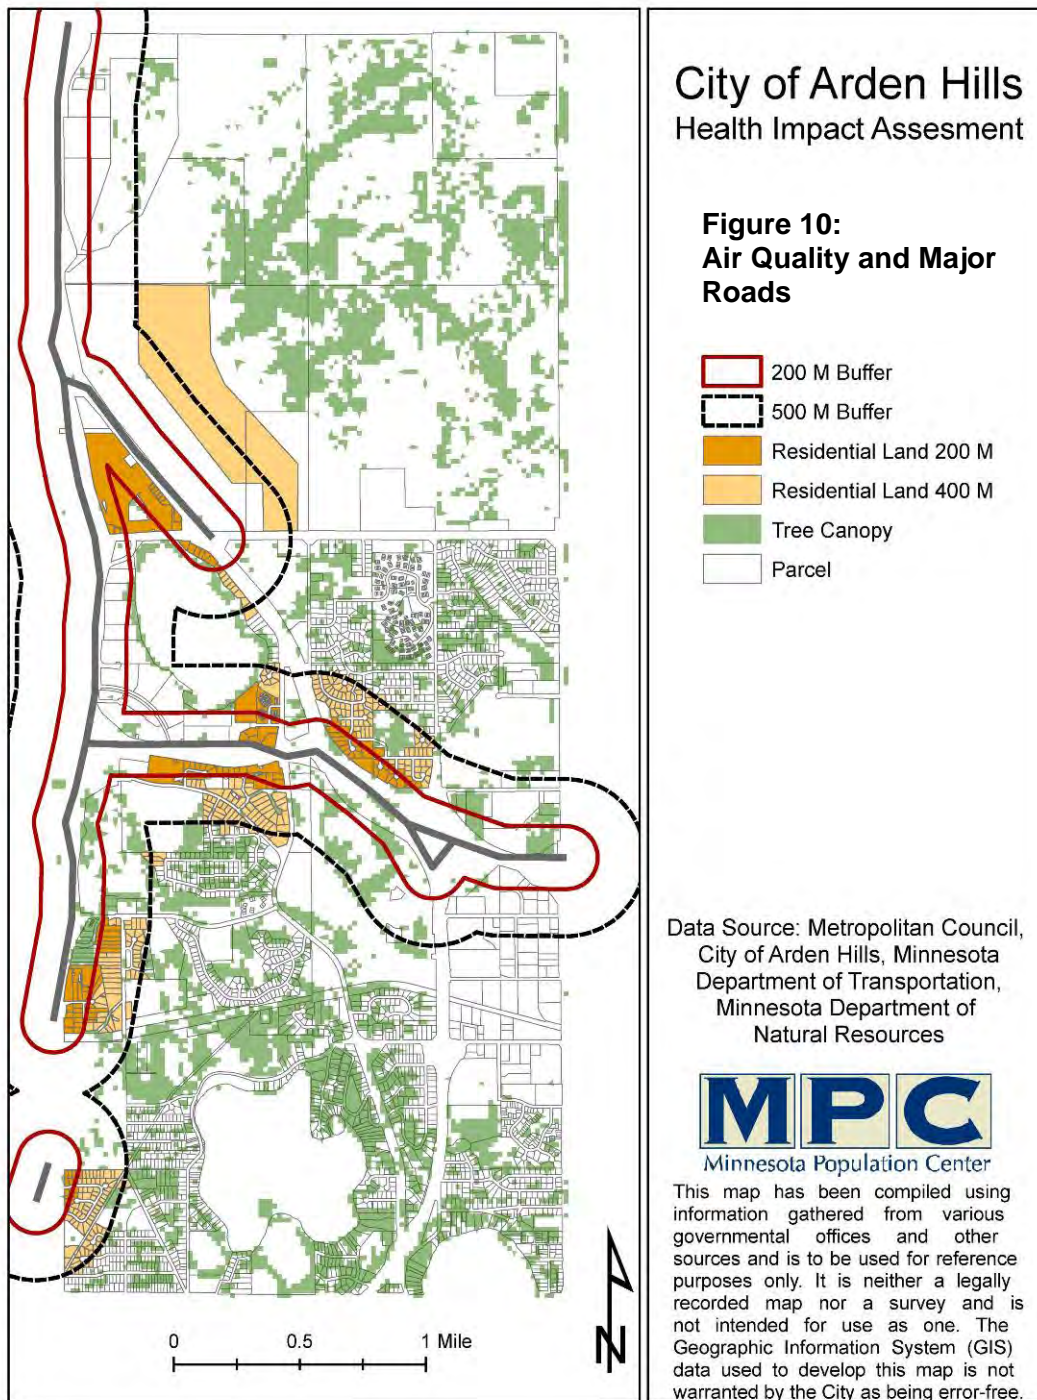 City of Arden Hills
Health Impact Assesment
Figure 10:
Air Quality and Major
Roads
200 M Buffer
500 M Buffer
Residential Land 200 M
Residential Land 400 M
Tree Canopy
Parcel
Data Source: Metropolitan Council,
City of Arden Hills, Minnesota
Department of Transportation,
Minnesota Department of
Natural Resources
MPC
Minnesota Population Center
This map has been compiled using
information gathered from various
governmental offices and other
sources and is to be used for reference
purposes only. It is neither a legally
recorded map nor a survey and is
not intended for use as one. The
Geographic Information System (GIS)
data used to develop this map is not
warranted by the City as being error-free.
N
0 0.5 1 Mile